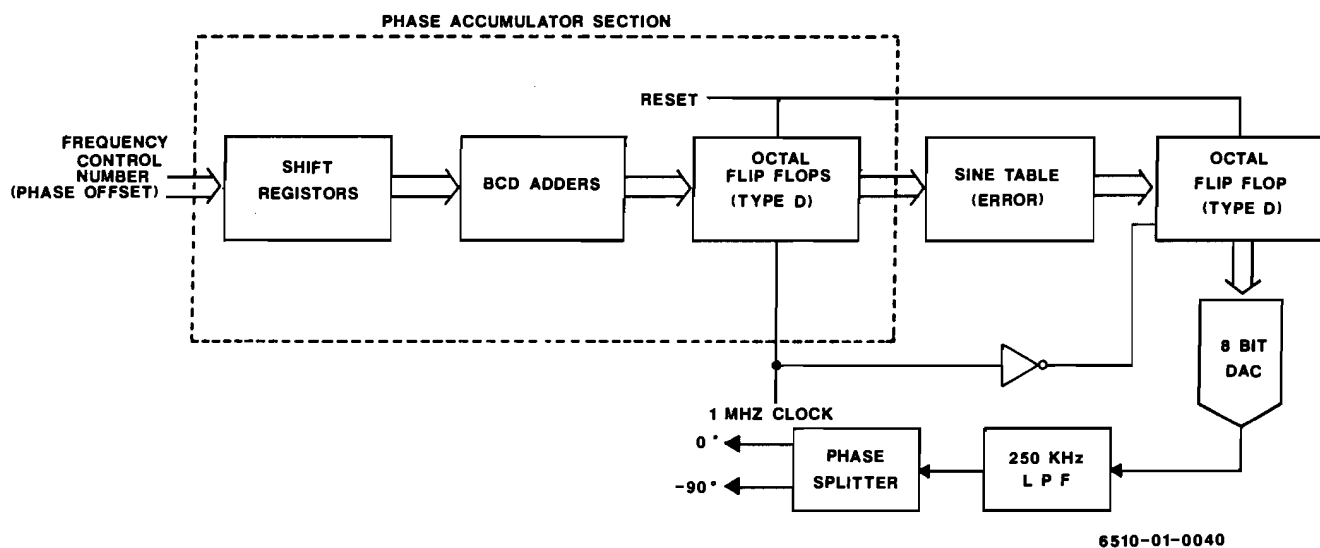 PHASE ACCUMULATOR SECTION
RESET
FREQUENCY
CONTROL
NUMBER
(PHASE OFFSET)
SHIFT
REGISTORS
BCD ADDERS
OCTAL
FLIP FLOPS
(TYPE D)
SINE TABLE
(ERROR)
OCTAL
FLIP FLOP
(TYPE D)
8 BIT
DAC
1 MHZ CLOCK
0°
-90°
PHASE
SPLITTER
250 KHz
L P F
6510-01-0040